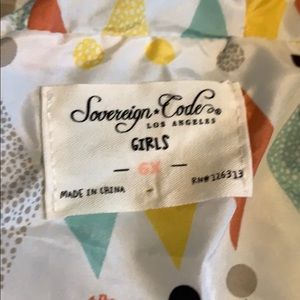 Sovereign★Code®
LOS ANGELES
GIRLS
— 6X —
MADE IN CHINA
RN# 126313